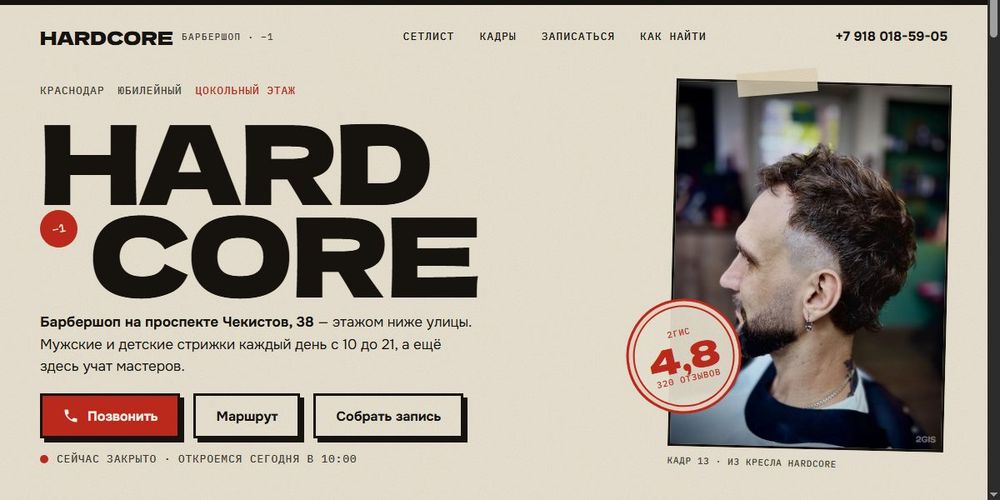 HARDCORE БАРБЕРШОП · −1
СЕТЛИСТ КАДРЫ ЗАПИСАТЬСЯ КАК НАЙТИ
+7 918 018-59-05
КРАСНОДАР ЮБИЛЕЙНЫЙ ЦОКОЛЬНЫЙ ЭТАЖ
HARD
−1
CORE
Барбершоп на проспекте Чекистов, 38 — этажом ниже улицы.
Мужские и детские стрижки каждый день с 10 до 21, а ещё
здесь учат мастеров.
Позвонить
Маршрут
Собрать запись
СЕЙЧАС ЗАКРЫТО · ОТКРОЕМСЯ СЕГОДНЯ В 10:00
2ГИС
4,8
320 ОТЗЫВОВ
2GIS
КАДР 13 · ИЗ КРЕСЛА HARDCORE